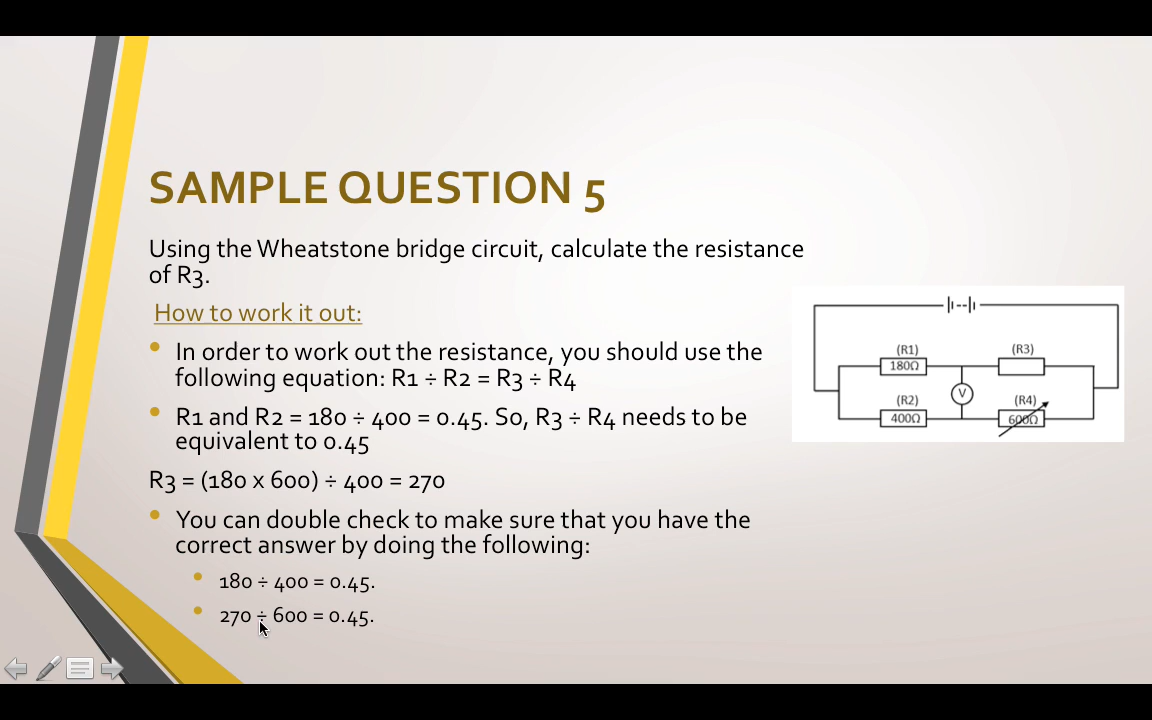 SAMPLE QUESTION 5
Using the Wheatstone bridge circuit, calculate the resistance
of R3.
How to work it out:
• In order to work out the resistance, you should use the
following equation: R1 ÷ R2 = R3 ÷ R4
• R1 and R2 = 180 ÷ 400 = 0.45. So, R3 ÷ R4 needs to be
equivalent to 0.45
R3 = (180 x 600) ÷ 400 = 270
• You can double check to make sure that you have the
correct answer by doing the following:
• 180 ÷ 400 = 0.45.
• 270 ÷ 600 = 0.45.
(R1) (R3)
180Ω
V
(R2) (R4)
400Ω 600Ω